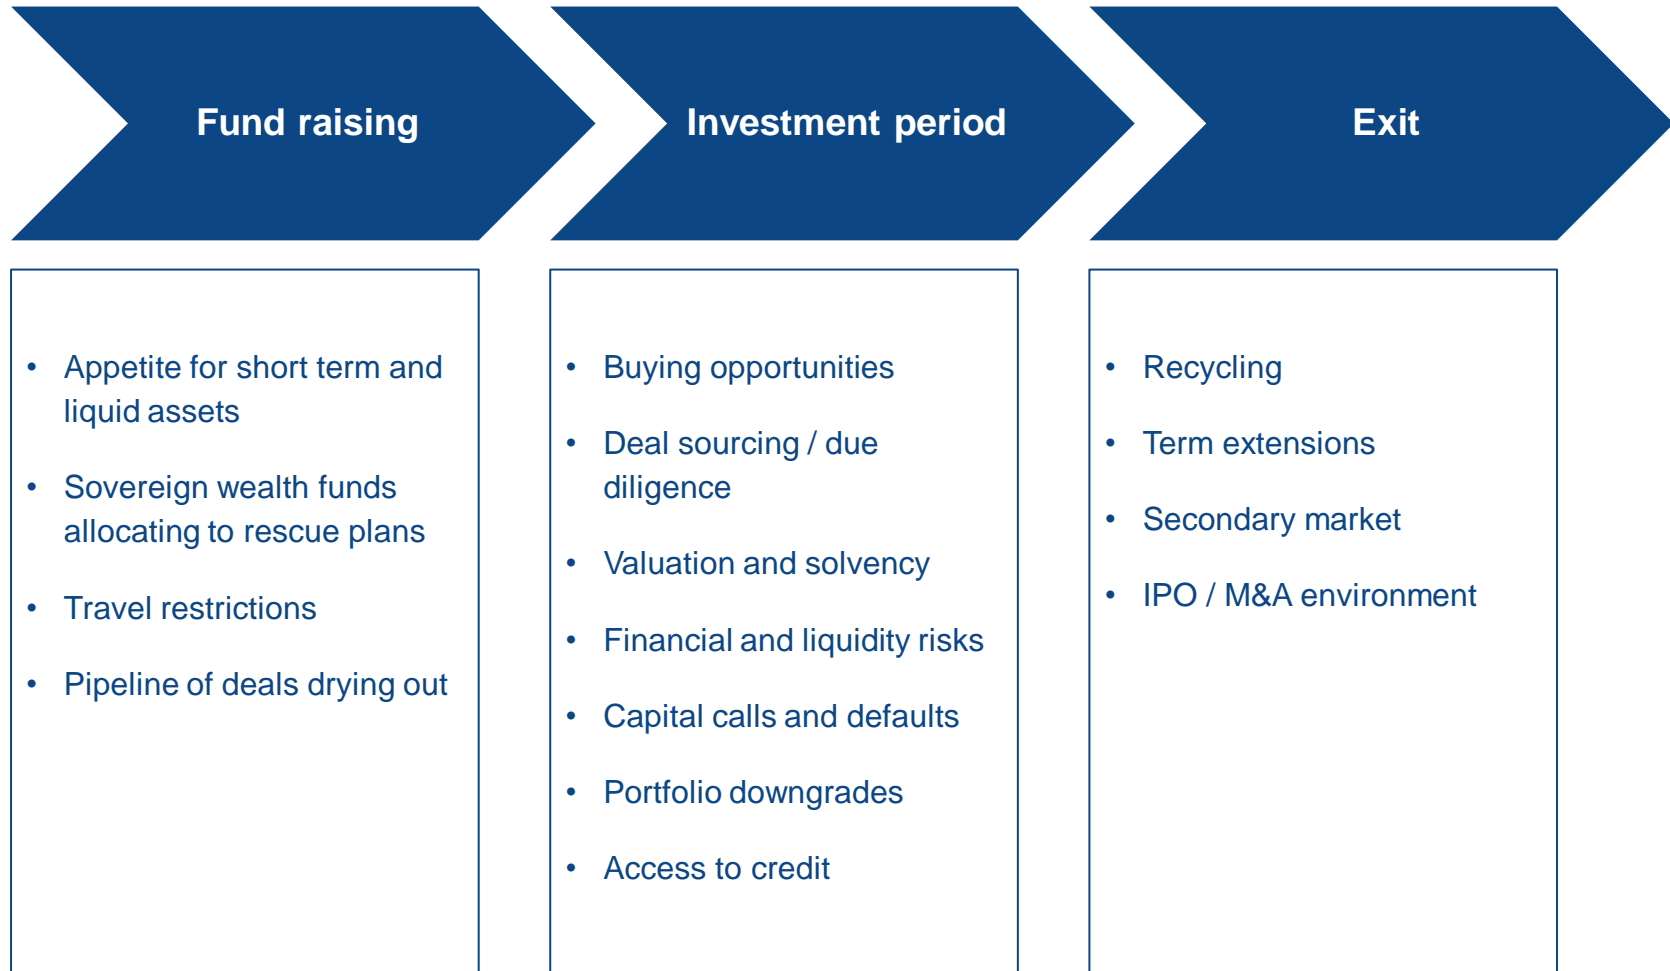 Fund raising
Investment period
Exit
• Appetite for short term and
liquid assets
• Sovereign wealth funds
allocating to rescue plans
• Travel restrictions
• Pipeline of deals drying out
• Buying opportunities
• Deal sourcing / due
diligence
• Valuation and solvency
• Financial and liquidity risks
• Capital calls and defaults
• Portfolio downgrades
• Access to credit
• Recycling
• Term extensions
• Secondary market
• IPO / M&A environment